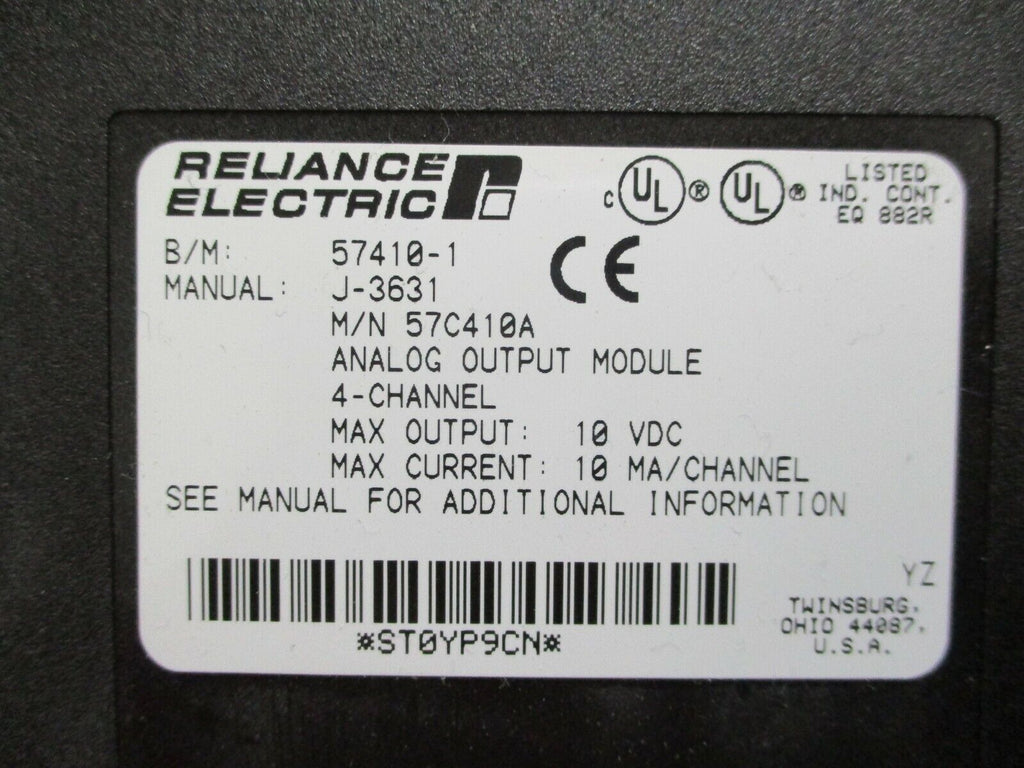 RELIANCE
ELECTRIC
c UL ® UL ® LISTED
IND. CONT.
EQ 882R
B/M: 57410-1
CE
MANUAL: J-3631
M/N 57C410A
ANALOG OUTPUT MODULE
4-CHANNEL
MAX OUTPUT: 10 VDC
MAX CURRENT: 10 MA/CHANNEL
SEE MANUAL FOR ADDITIONAL INFORMATION
YZ
*ST0YP9CN*
TWINSBURG,
OHIO 44087,
U.S.A.